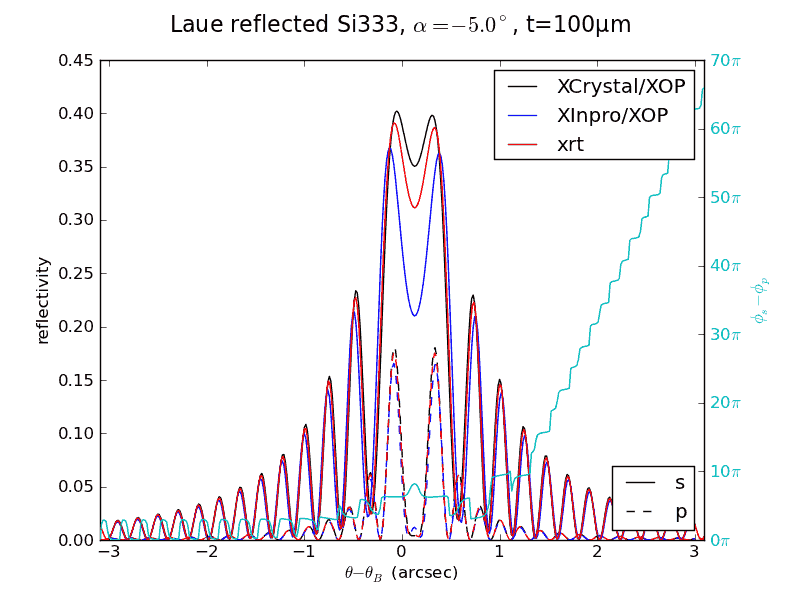 Laue reflected Si333, α=−5.0°, t=100μm
0.45
0.40
0.35
0.30
0.25
0.20
0.15
0.10
0.05
0.00
reflectivity
70π
60π
50π
40π
30π
20π
10π
0π
ϕs−ϕp
XCrystal/XOP
XInpro/XOP
xrt
s
p
−3 −2 −1 0 1 2 3
θ−θB (arcsec)